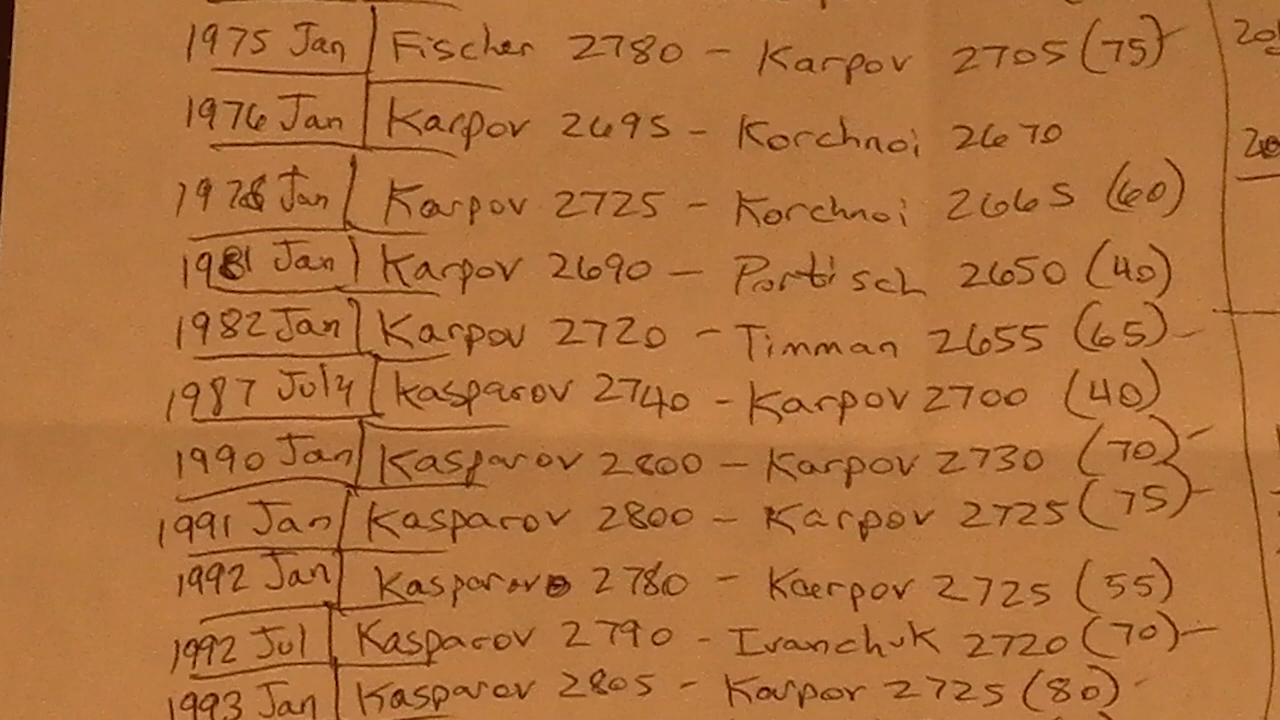 1975 Jan | Fischer 2780 - Karpov 2705 (75)
1976 Jan | Karpov 2695 - Korchnoi 2670
1978 Jan | Karpov 2725 - Korchnoi 2665 (60)
1981 Jan | Karpov 2690 - Portisch 2650 (40)
1982 Jan | Karpov 2720 - Timman 2655 (65)
1987 July | Kasparov 2740 - Karpov 2700 (40)
1990 Jan | Kasparov 2800 - Karpov 2730 (70)
1991 Jan | Kasparov 2800 - Karpov 2725 (75)
1992 Jan | Kasparov 2780 - Karpov 2725 (55)
1992 Jul | Kasparov 2790 - Ivanchuk 2720 (70)
1993 Jan | Kasparov 2805 - Karpov 2725 (80)